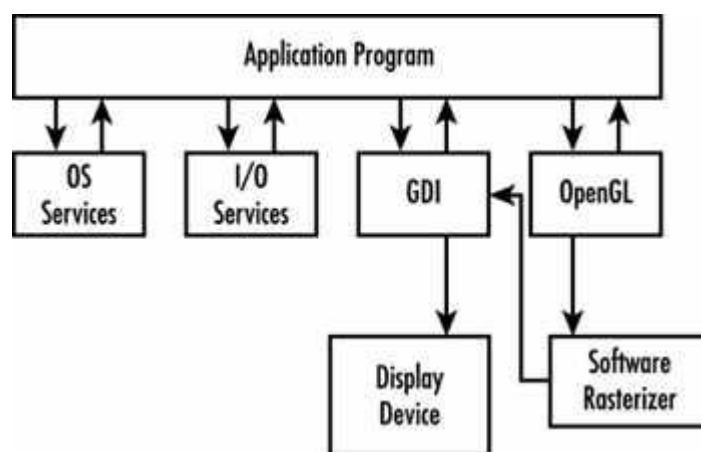 Application Program
OS
Services
I/O
Services
GDI
OpenGL
Display
Device
Software
Rasterizer